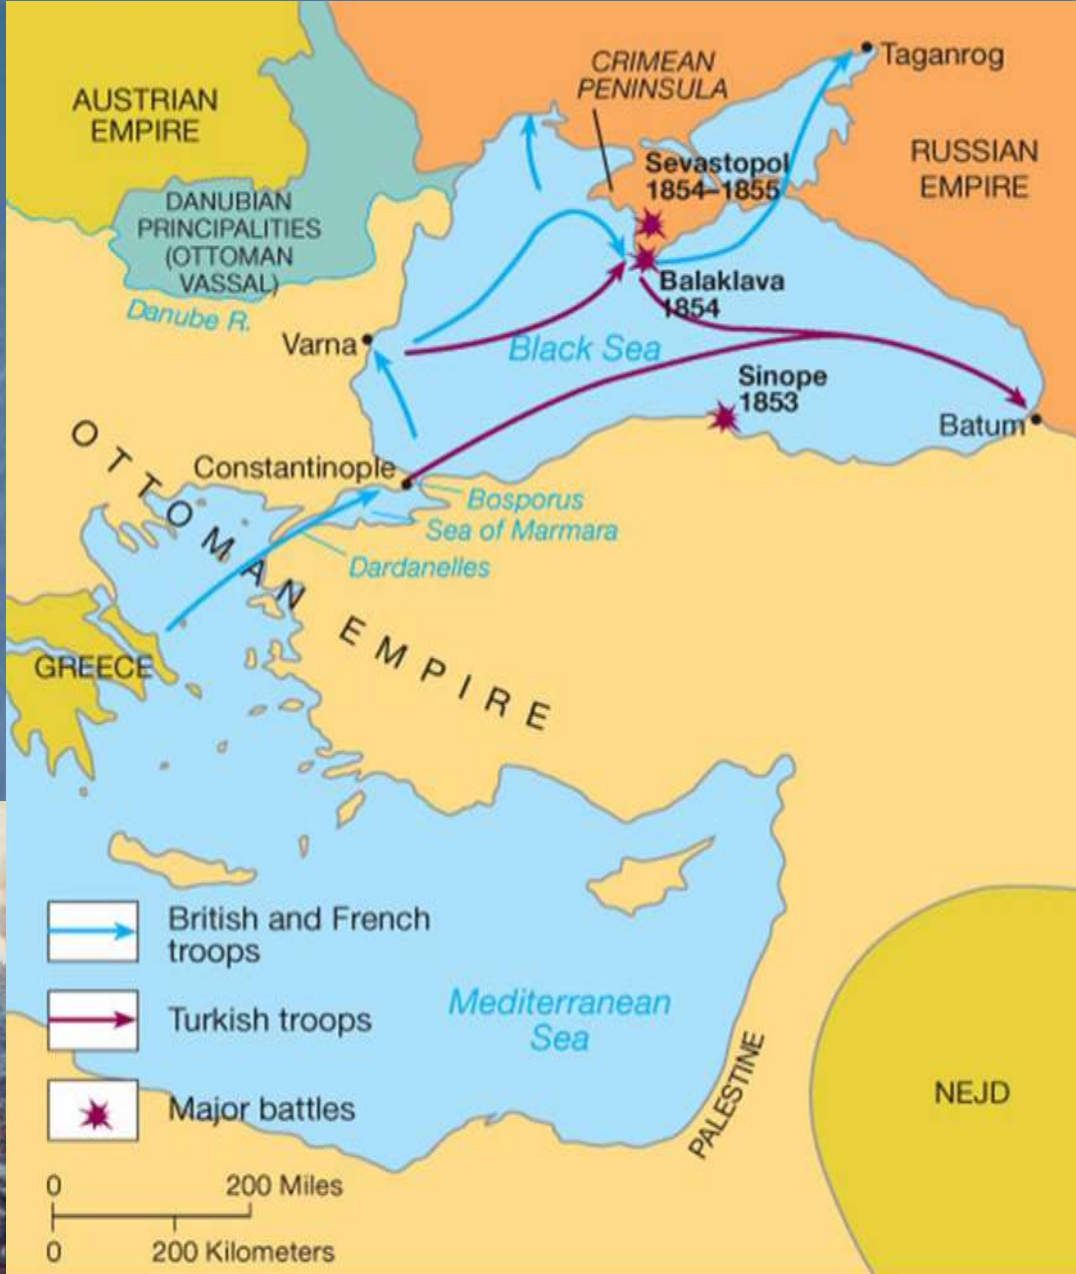 Taganrog
CRIMEAN
PENINSULA
AUSTRIAN
EMPIRE
RUSSIAN
EMPIRE
Sevastopol
1854–1855
DANUBIAN
PRINCIPALITIES
(OTTOMAN
VASSAL)
Danube R.
Balaklava
1854
Varna
Black Sea
Sinope
1853
Batum
Constantinople
Bosporus
Sea of Marmara
Dardanelles
OTTOMAN EMPIRE
GREECE
British and French
troops
Turkish troops
Major battles
Mediterranean
Sea
PALESTINE
NEJD
0 200 Miles
0 200 Kilometers